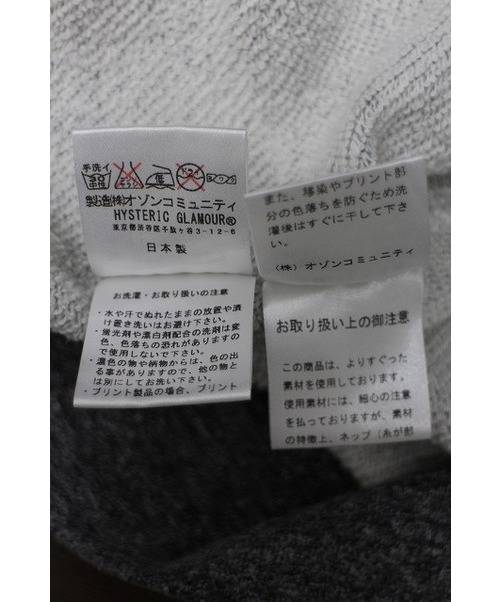 手洗イ
製造㈱オゾンコミュニティ
HYSTERIC GLAMOUR®
東京都渋谷区千駄ヶ谷3-12-6
日本製
お洗濯・お取り扱いの注意
・水や汗でぬれたままの放置や漬
け置き洗いはお避け下さい。
・蛍光剤や漂白剤配合の洗剤は変
色、色落ちの恐れがありますの
で使用しないで下さい。
・濃色の物や柄物からは、色の出
る事がありますので、他の物と
は別にしてお洗い下さい。
・プリント製品の場合、プリント
また、移染やプリント部
分の色落ちを防ぐため洗
濯後はすぐに干して下さ
い。
(株) オゾンコミュニティ
お取り扱い上の御注意
この商品は、よりすぐった
素材を使用しております。
使用素材には、細心の注意
を払っておりますが、素材
の特徴上、ネップ（糸が部